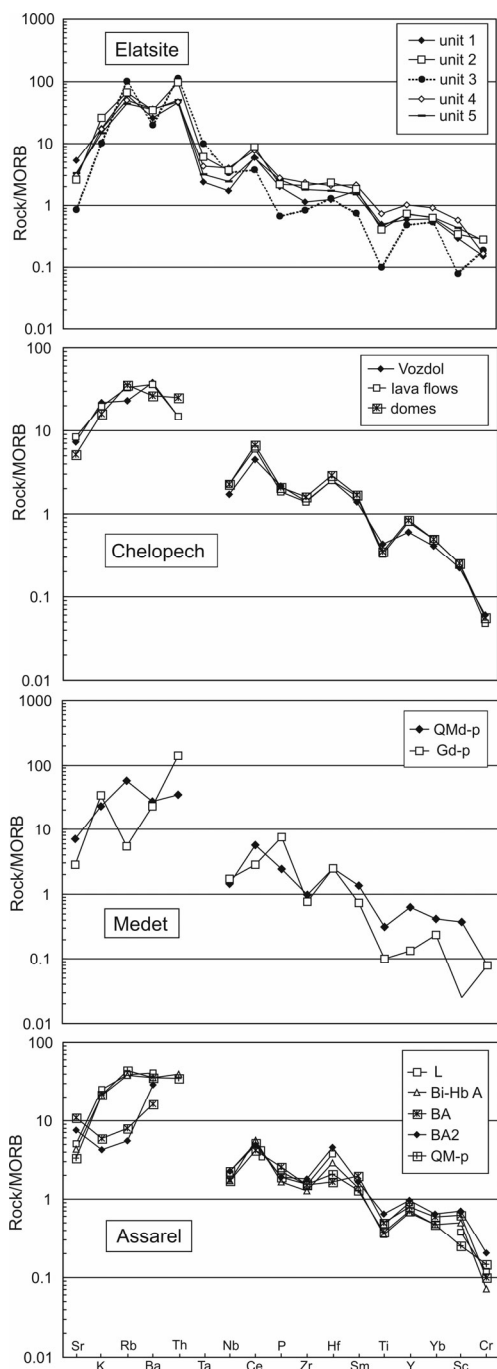 Elatsite
unit 1
unit 2
unit 3
unit 4
unit 5
Rock/MORB
1000
100
10
1
0.1
0.01
Chelopech
Vozdol
lava flows
domes
Rock/MORB
100
10
1
0.1
0.01
Medet
QMd-p
Gd-p
Rock/MORB
1000
100
10
1
0.1
0.01
Assarel
L
Bi-Hb A
BA
BA2
QM-p
Rock/MORB
100
10
1
0.1
0.01
Sr K Rb Ba Th Ta Nb Ce P Zr Hf Sm Ti Y Yb Sc Cr